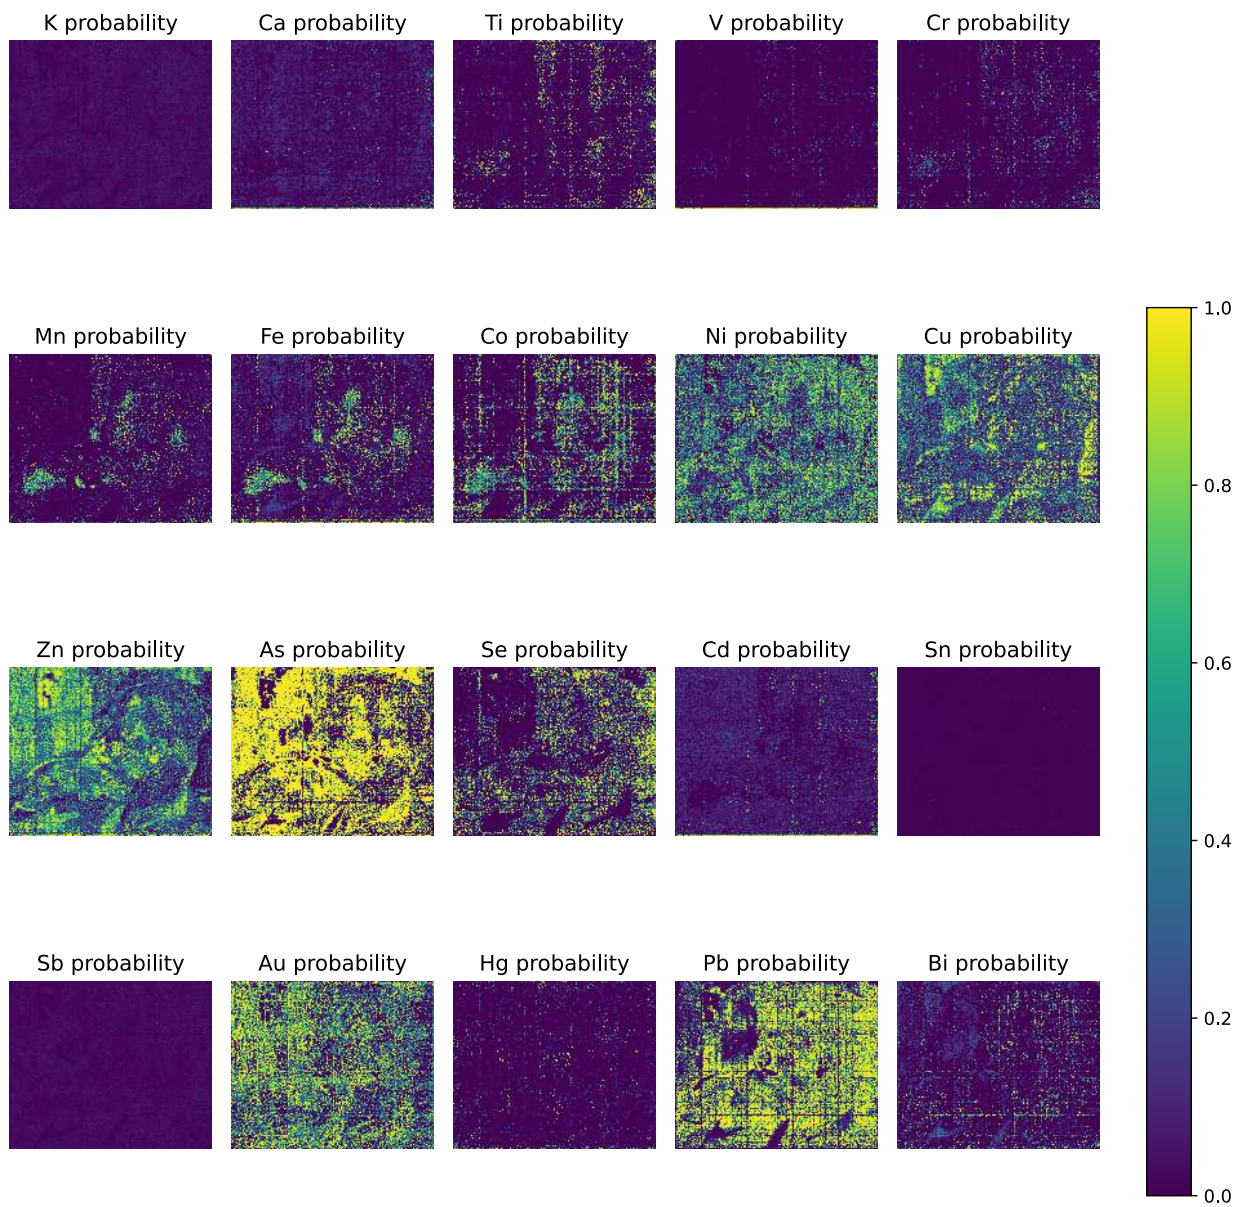 K probability Ca probability Ti probability V probability Cr probability
Mn probability Fe probability Co probability Ni probability Cu probability
Zn probability As probability Se probability Cd probability Sn probability
Sb probability Au probability Hg probability Pb probability Bi probability
1.0
0.8
0.6
0.4
0.2
0.0